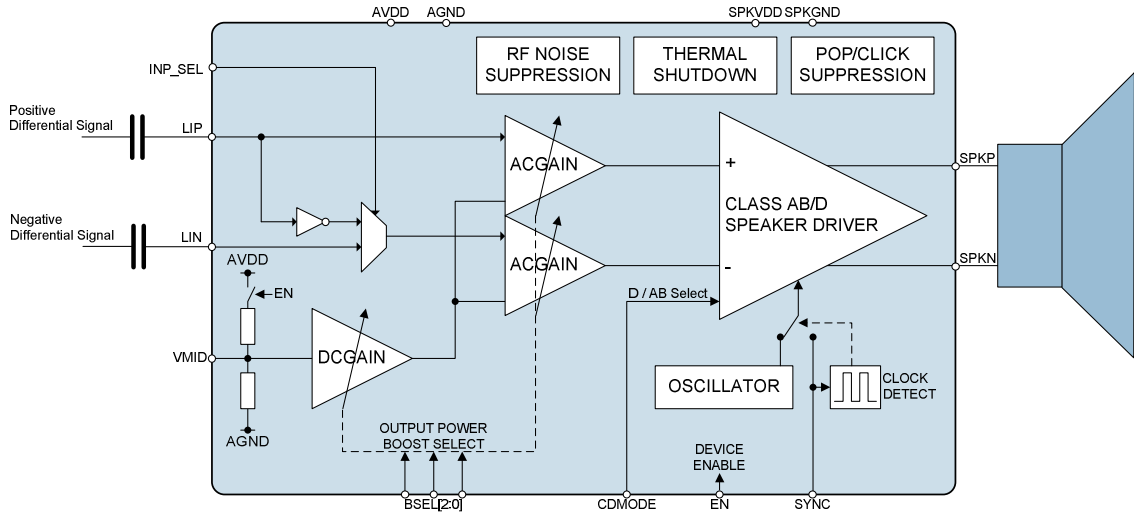 AVDD
AGND
SPKVDD
SPKGND
INP_SEL
RF NOISE
SUPPRESSION
THERMAL
SHUTDOWN
POP/CLICK
SUPPRESSION
Positive
Differential Signal
LIP
ACGAIN
+
SPKP
CLASS AB/D
SPEAKER DRIVER
Negative
Differential Signal
LIN
ACGAIN
-
SPKN
AVDD
EN
D / AB Select
VMID
DCGAIN
OSCILLATOR
CLOCK
DETECT
AGND
OUTPUT POWER
BOOST SELECT
DEVICE
ENABLE
BSEL[2:0]
CDMODE
EN
SYNC